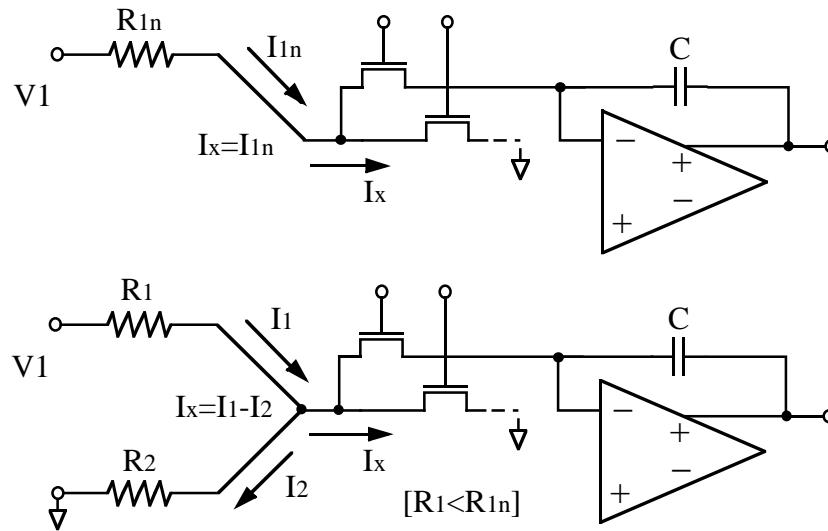 R1n
I1n
C
V1
Ix=I1n
Ix
−
+
−
+
R1
I1
C
V1
Ix=I1-I2
Ix
−
+
−
+
R2
I2
[R1<R1n]